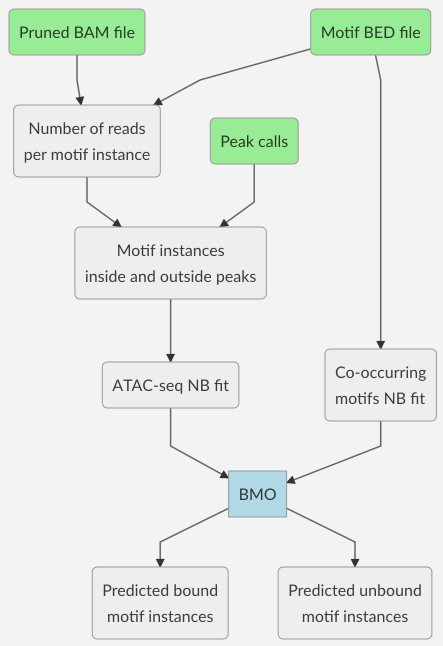 Pruned BAM file
Motif BED file
Number of reads
per motif instance
Peak calls
Motif instances
inside and outside peaks
ATAC-seq NB fit
Co-occurring
motifs NB fit
BMO
Predicted bound
motif instances
Predicted unbound
motif instances